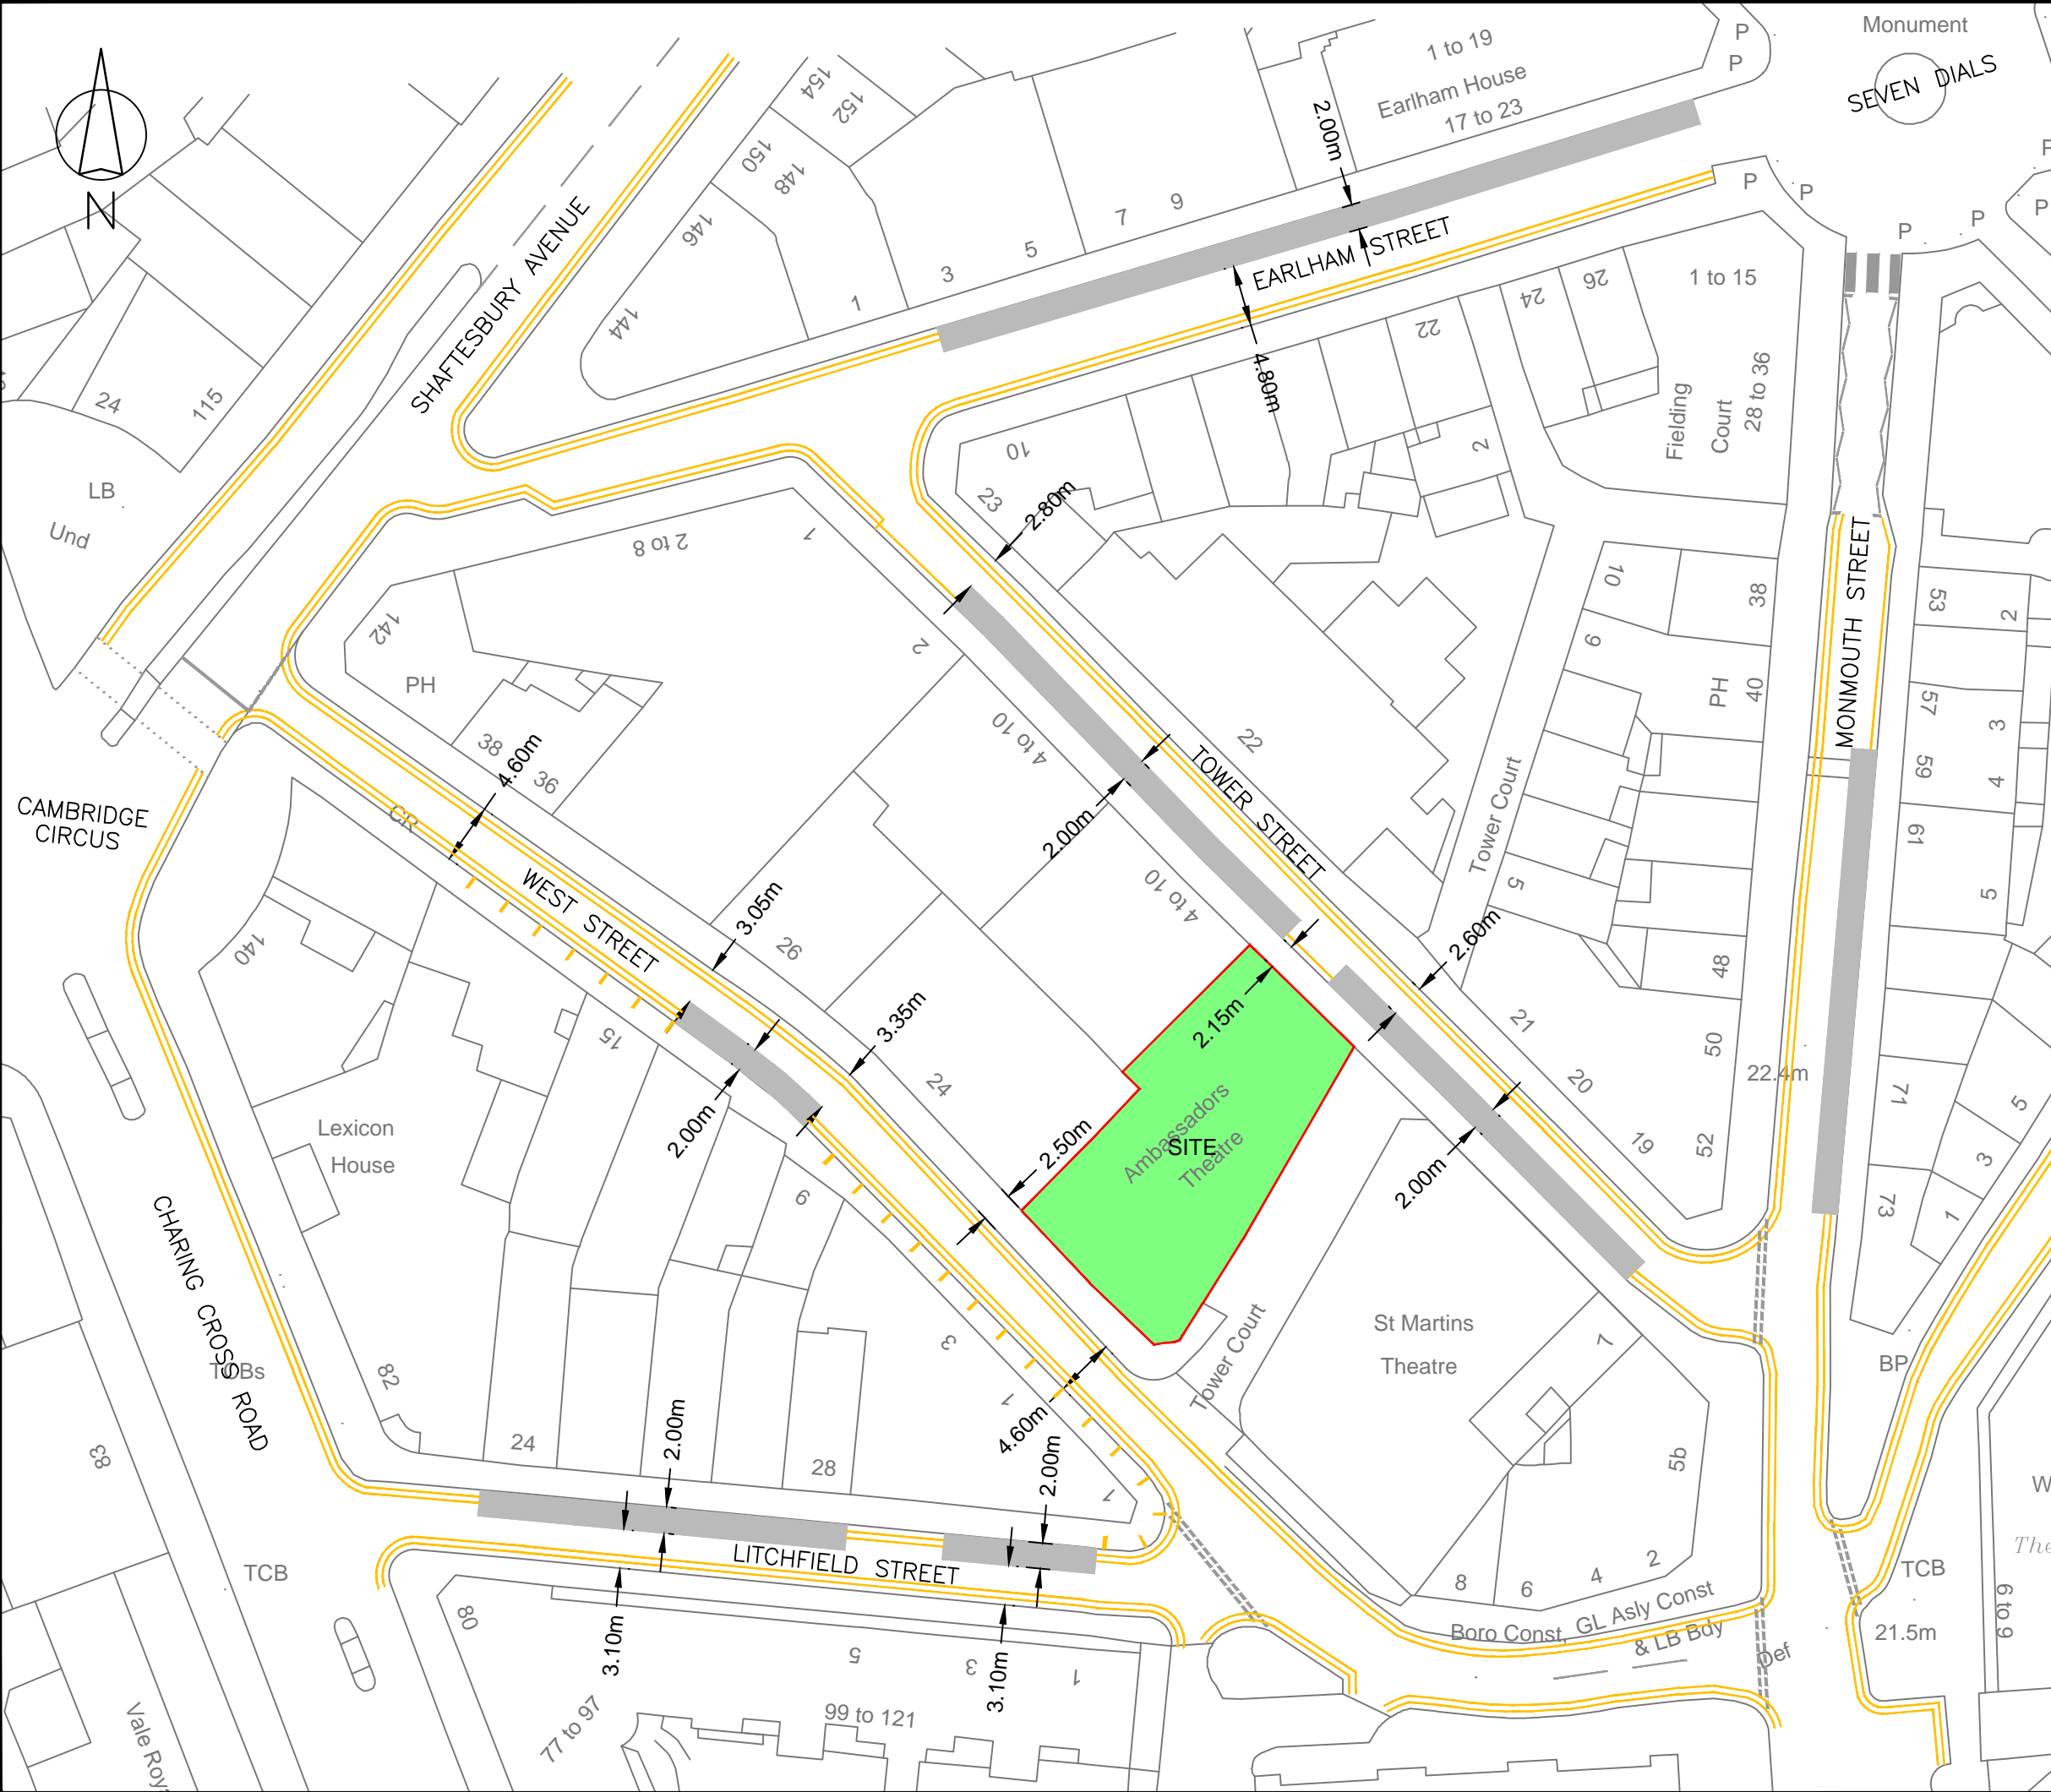 Monument
SEVEN DIALS
P
P
1 to 19
Earlham House
17 to 23
2.00m
154
152
150
148
146
144
1
3
5
7
9
N
SHAFTESBURY AVENUE
EARLHAM STREET
4.80m
P
P
P
P
P
P
24
115
LB
Und
10
23
22
24
26
2
1 to 15
Fielding
Court
28 to 36
2.80m
2 to 8
1
142
PH
38
36
4.60m
2
4 to 10
4 to 10
2.00m
22
TOWER STREET
Tower Court
10
9
5
38
PH
40
48
50
52
MONMOUTH STREET
53
57
59
61
71
73
2
3
4
5
5
3
1
22.4m
CAMBRIDGE
CIRCUS
CR
WEST STREET
3.05m
26
3.35m
24
2.60m
2.15m
21
20
19
140
15
2.00m
Lexicon
House
9
3
1
1
2.50m
Ambassadors
Theatre
SITE
2.00m
CHARING CROSS ROAD
TCBs
82
83
24
28
2.00m
4.60m
2.00m
Tower Court
St Martins
Theatre
7
5b
BP
LITCHFIELD STREET
TCB
80
3.10m
3.10m
5
3
1
77 to 97
99 to 121
Vale Roy
8
6
4
2
Boro Const, GL Asly Const
& LB Bdy
Def
TCB
21.5m
6 to 9
W
The